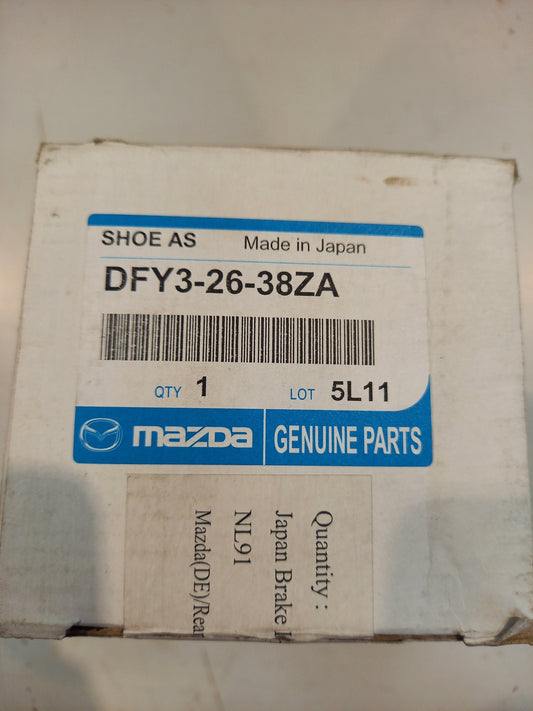 SHOE AS Made in Japan
DFY3-26-38ZA
QTY 1 LOT 5L11
mazda GENUINE PARTS
Quantity :
Japan Brake
NL91
Mazda(DE)/Rear